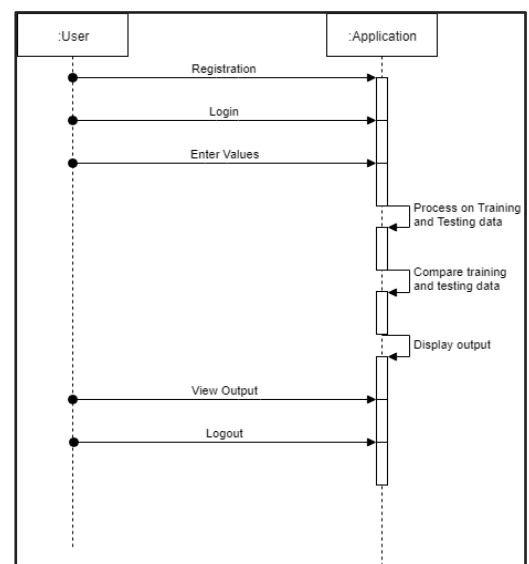 :User
:Application
Registration
Login
Enter Values
Process on Training
and Testing data
Compare training
and testing data
Display output
View Output
Logout